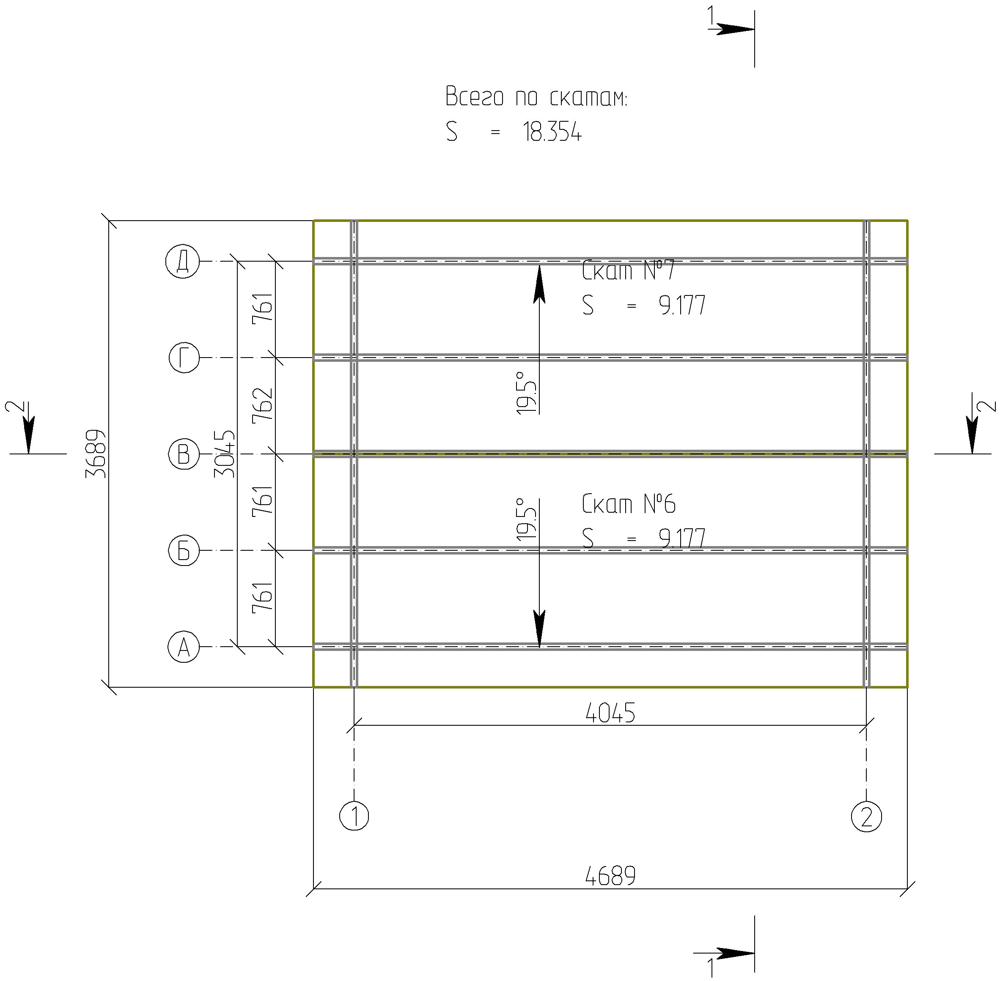 1
Всего по скатам:
S = 18.354
Д
Скат №7
761
S = 9.177
Г
19.5°
2
762
2
3689
3045
В
761
19.5°
Скат №6
S = 9.177
Б
761
А
4045
1
2
4689
1